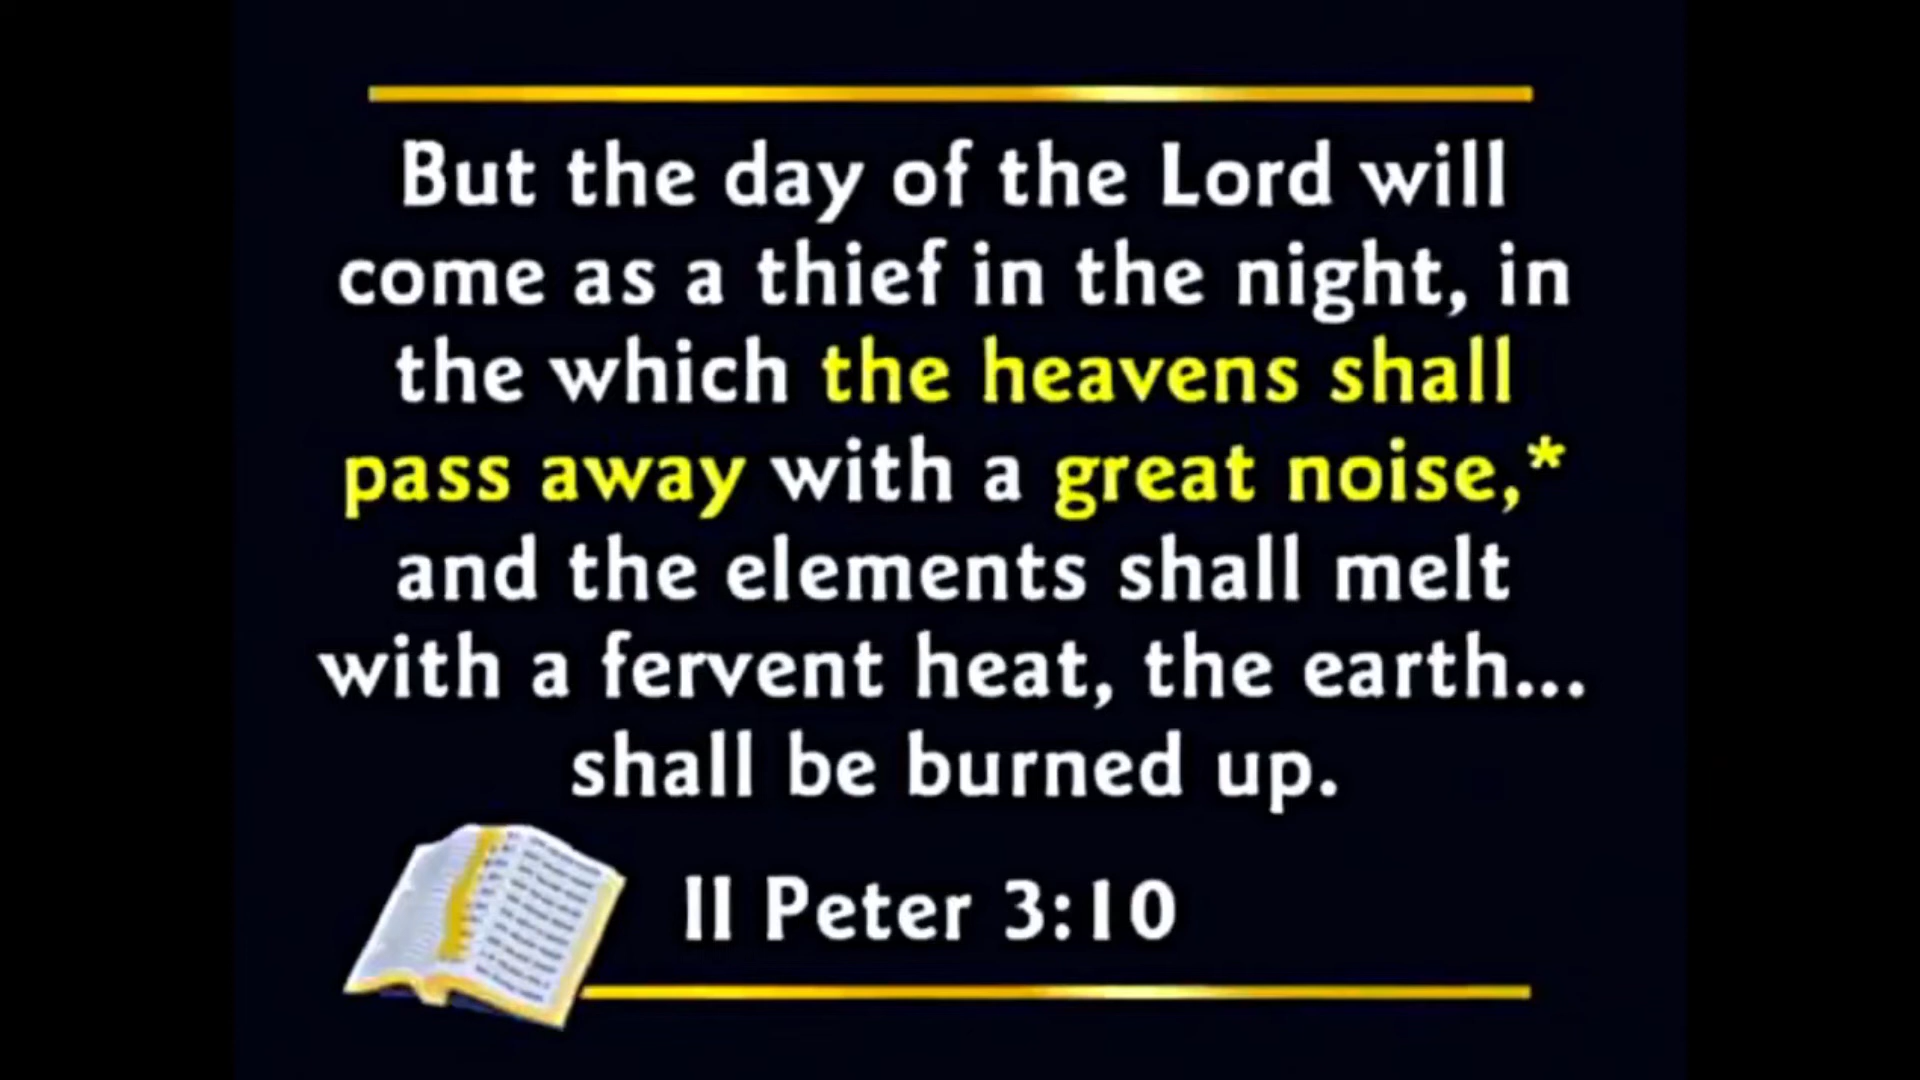 But the day of the Lord will
come as a thief in the night, in
the which the heavens shall
pass away with a great noise,*
and the elements shall melt
with a fervent heat, the earth...
shall be burned up.
II Peter 3:10